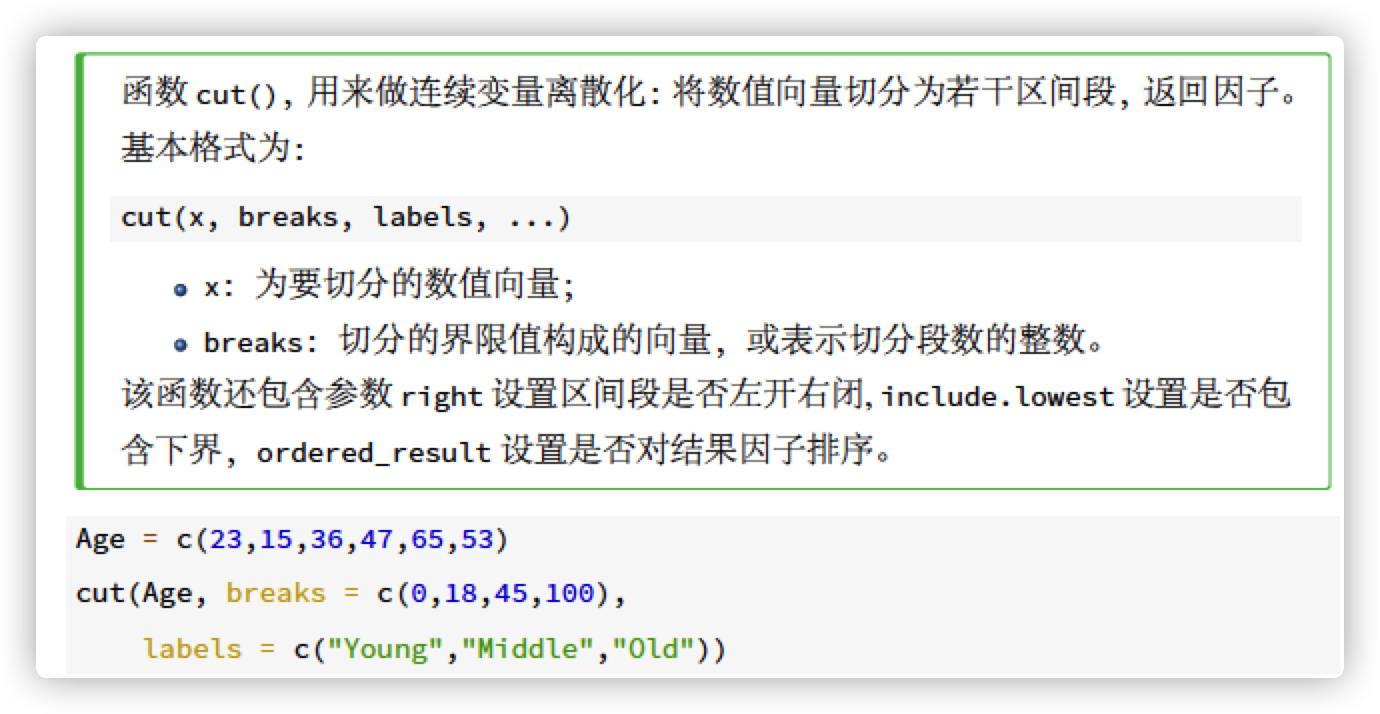 函数 cut(), 用来做连续变量离散化: 将数值向量切分为若干区间段, 返回因子。
基本格式为:
cut(x, breaks, labels, ...)
x: 为要切分的数值向量;
breaks: 切分的界限值构成的向量, 或表示切分段数的整数。
该函数还包含参数 right 设置区间段是否左开右闭, include.lowest 设置是否包
含下界, ordered_result 设置是否对结果因子排序。
Age = c(23,15,36,47,65,53)
cut(Age, breaks = c(0,18,45,100),
    labels = c("Young","Middle","Old"))